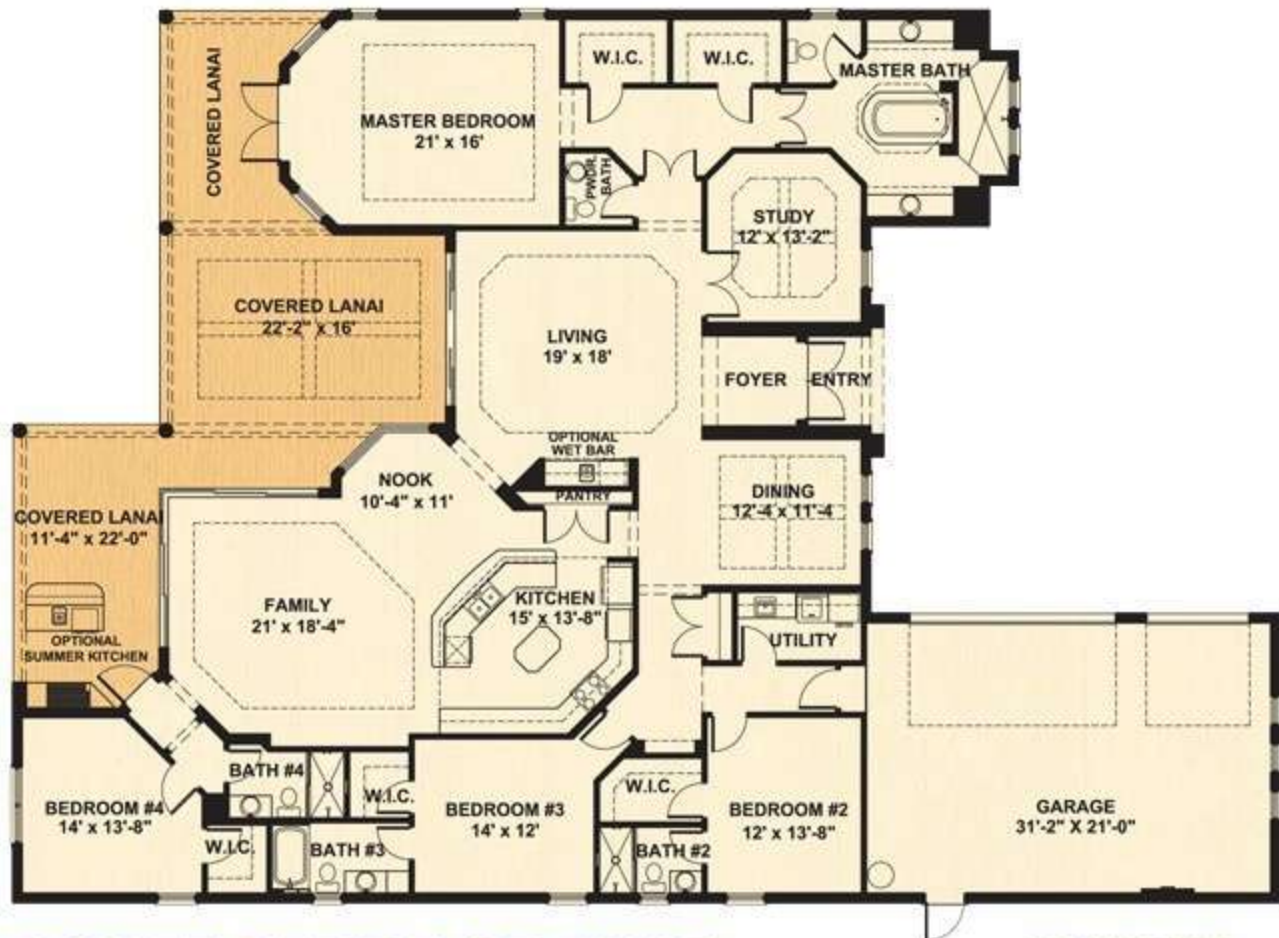 COVERED LANAI
MASTER BEDROOM
21' x 16'
W.I.C.
W.I.C.
MASTER BATH
PWDR.
BATH
STUDY
12' x 13'-2"
COVERED LANAI
22'-2" x 16'
LIVING
19' x 18'
FOYER
ENTRY
OPTIONAL
WET BAR
NOOK
10'-4" x 11'
PANTRY
DINING
12'-4 x 11'-4
COVERED LANAI
11'-4" x 22'-0"
FAMILY
21' x 18'-4"
KITCHEN
15' x 13'-8"
OPTIONAL
SUMMER KITCHEN
UTILITY
BATH #4
W.I.C.
BEDROOM #4
14' x 13'-8"
W.I.C.
BATH #3
BEDROOM #3
14' x 12'
W.I.C.
BATH #2
BEDROOM #2
12' x 13'-8"
GARAGE
31'-2" X 21'-0"